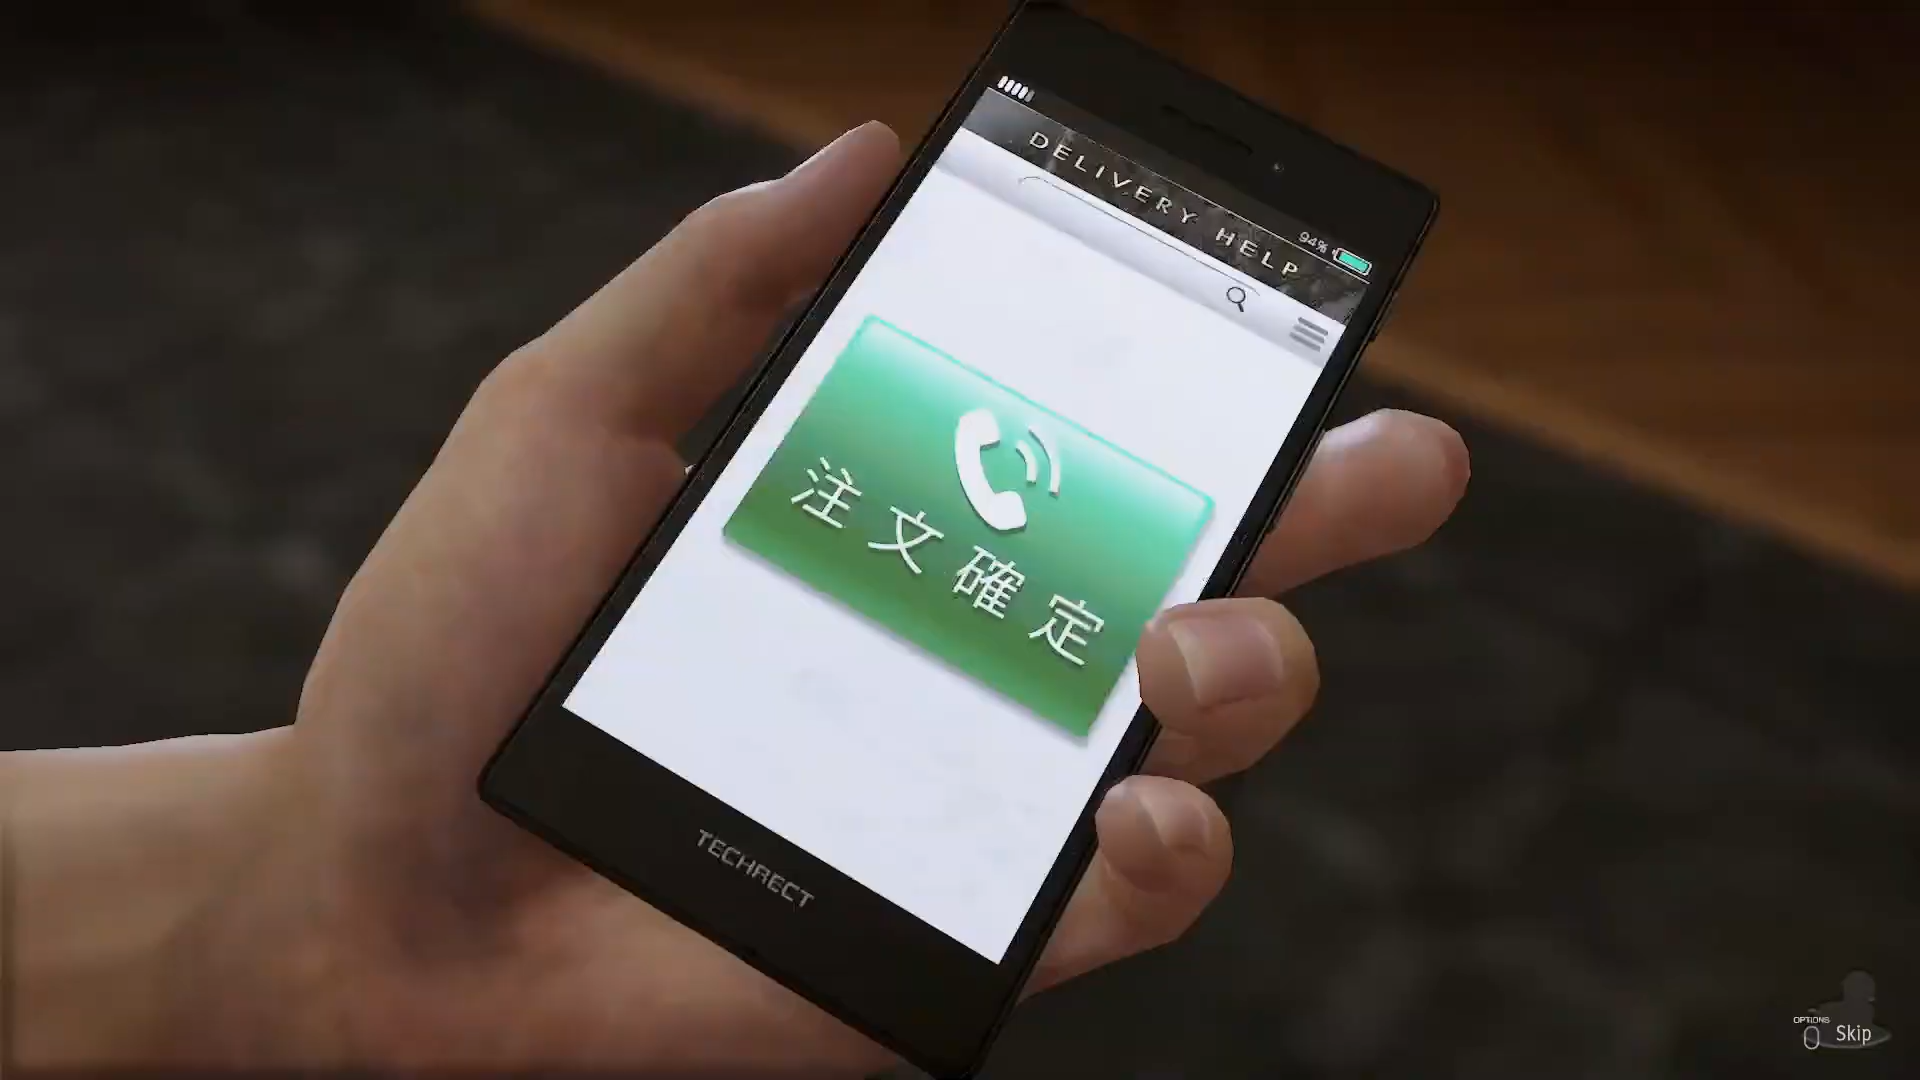 DELIVERY HELP
94%
注文確定
TECHRECT
OPTIONS
Skip